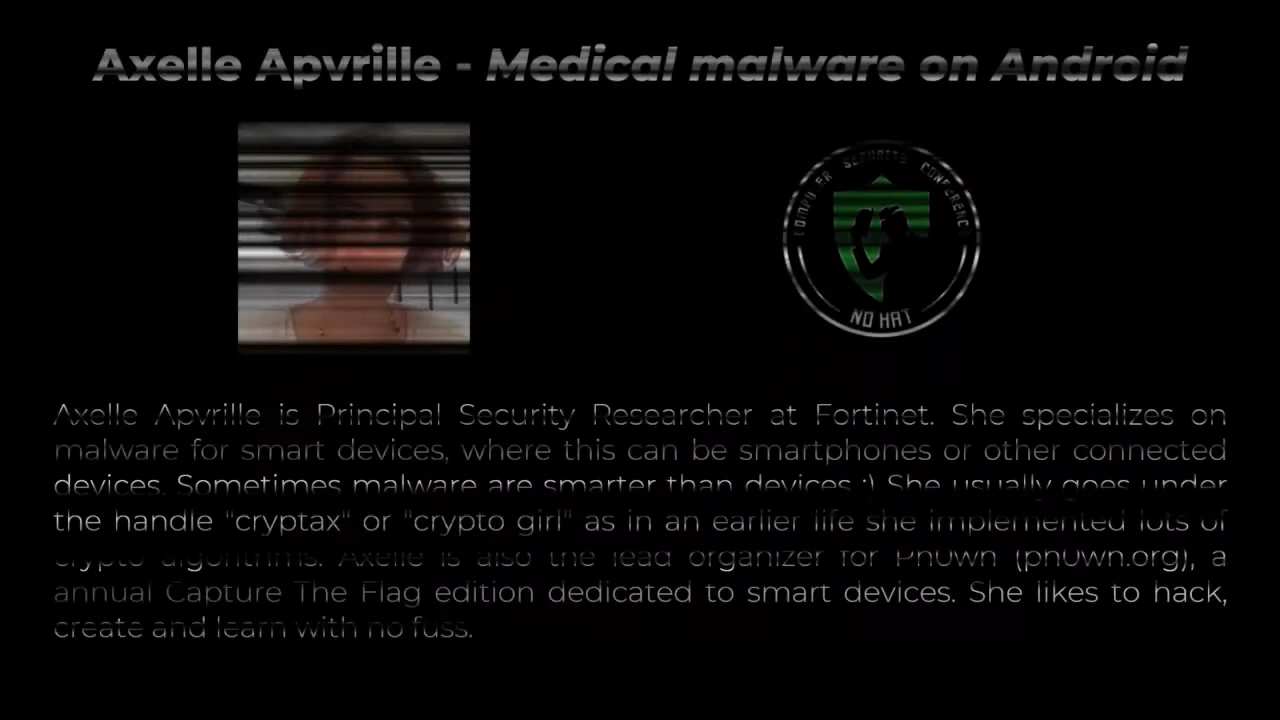 Axelle Apvrille - Medical malware on Android
COMPUTER SECURITY CONFERENCE
NO HAT
Axelle Apvrille is Principal Security Researcher at Fortinet. She specializes on
malware for smart devices, where this can be smartphones or other connected
devices. Sometimes malware are smarter than devices ;) She usually goes under
the handle "cryptax" or "crypto girl" as in an earlier life she implemented lots of
crypto algorithms. Axelle is also the lead organizer for Ph0wn (ph0wn.org), a
annual Capture The Flag edition dedicated to smart devices. She likes to hack,
create and learn with no fuss.